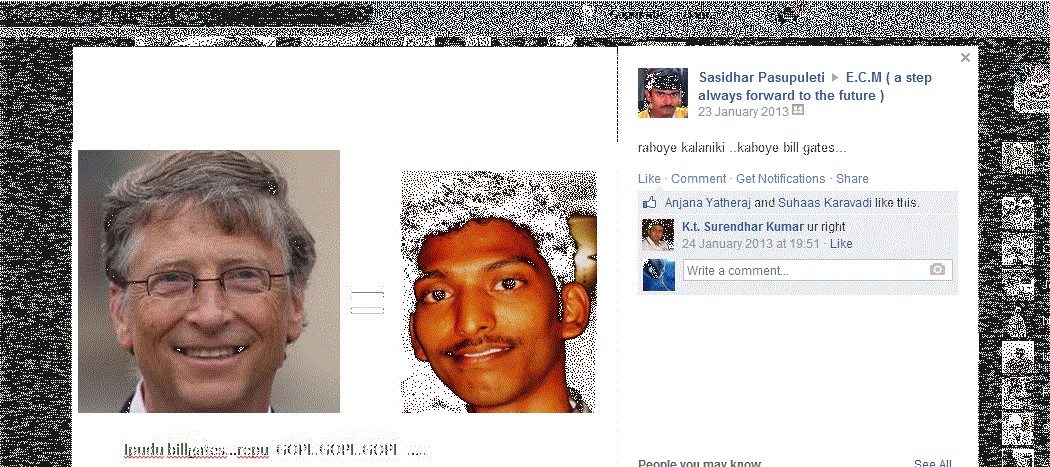 Sasidhar Pasupuleti ▶ E.C.M ( a step
always forward to the future )
23 January 2013
raboye kalaniki ..kaboye bill gates...
Like · Comment · Get Notifications · Share
Anjana Yatheraj and Suhaas Karavadi like this.
K.t. Surendhar Kumar ur right
24 January 2013 at 19:51 · Like
Write a comment...
=
billgates...repu GOPI..GOPI..GOPI .....
People you may know
See All